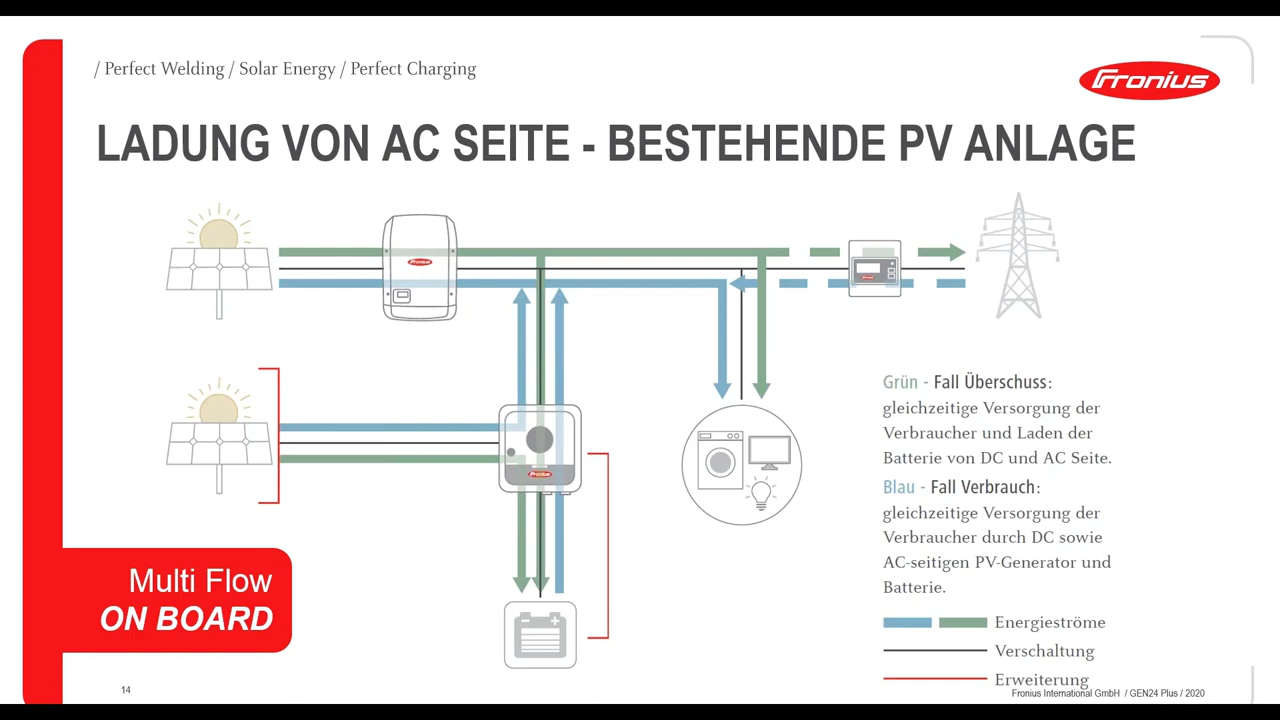 / Perfect Welding / Solar Energy / Perfect Charging
Fronius
LADUNG VON AC SEITE - BESTEHENDE PV ANLAGE
Fronius
Fronius
Grün - Fall Überschuss:
gleichzeitige Versorgung der
Verbraucher und Laden der
Batterie von DC und AC Seite.
Blau - Fall Verbrauch:
gleichzeitige Versorgung der
Verbraucher durch DC sowie
AC-seitigen PV-Generator und
Batterie.
Energieströme
Verschaltung
Erweiterung
Multi Flow
ON BOARD
14
Fronius International GmbH / GEN24 Plus / 2020